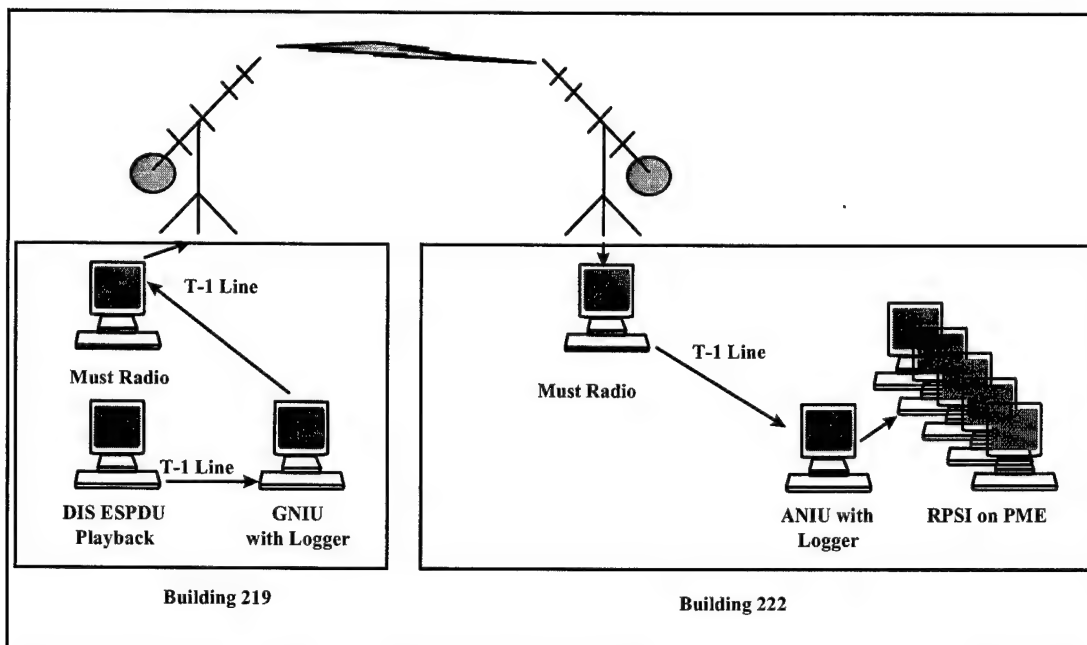 T-1 Line
Must Radio
T-1 Line
DIS ESPDU
Playback
GNIU
with Logger
Building 219
T-1 Line
Must Radio
ANIU with
Logger
RPSI on PME
Building 222